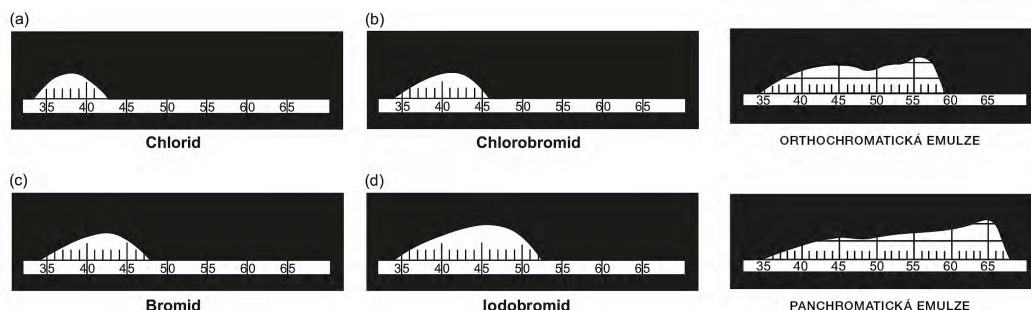 (a)
(b)
35 40 45 50 55 60 65
35 40 45 50 55 60 65
35 40 45 50 55 60 65
Chlorid
Chlorobromid
ORTHOCHROMATICKÁ EMULZE
(c)
(d)
35 40 45 50 55 60 65
35 40 45 50 55 60 65
35 40 45 50 55 60 65
Bromid
Iodobromid
PANCHROMATICKÁ EMULZE